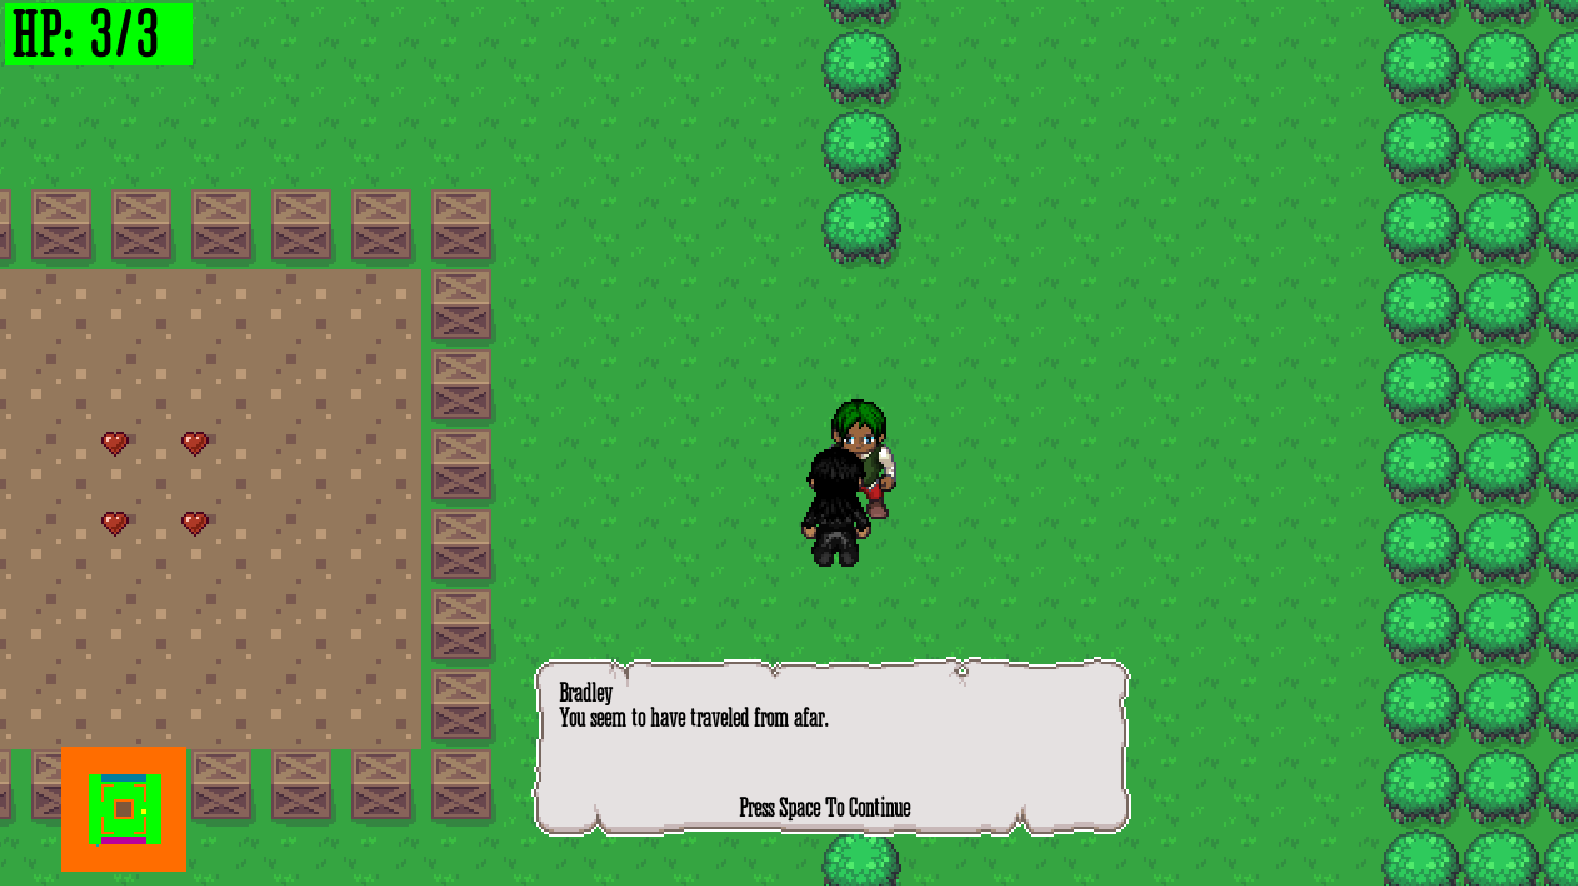 HP: 3/3
Bradley
You seem to have traveled from afar.
Press Space To Continue